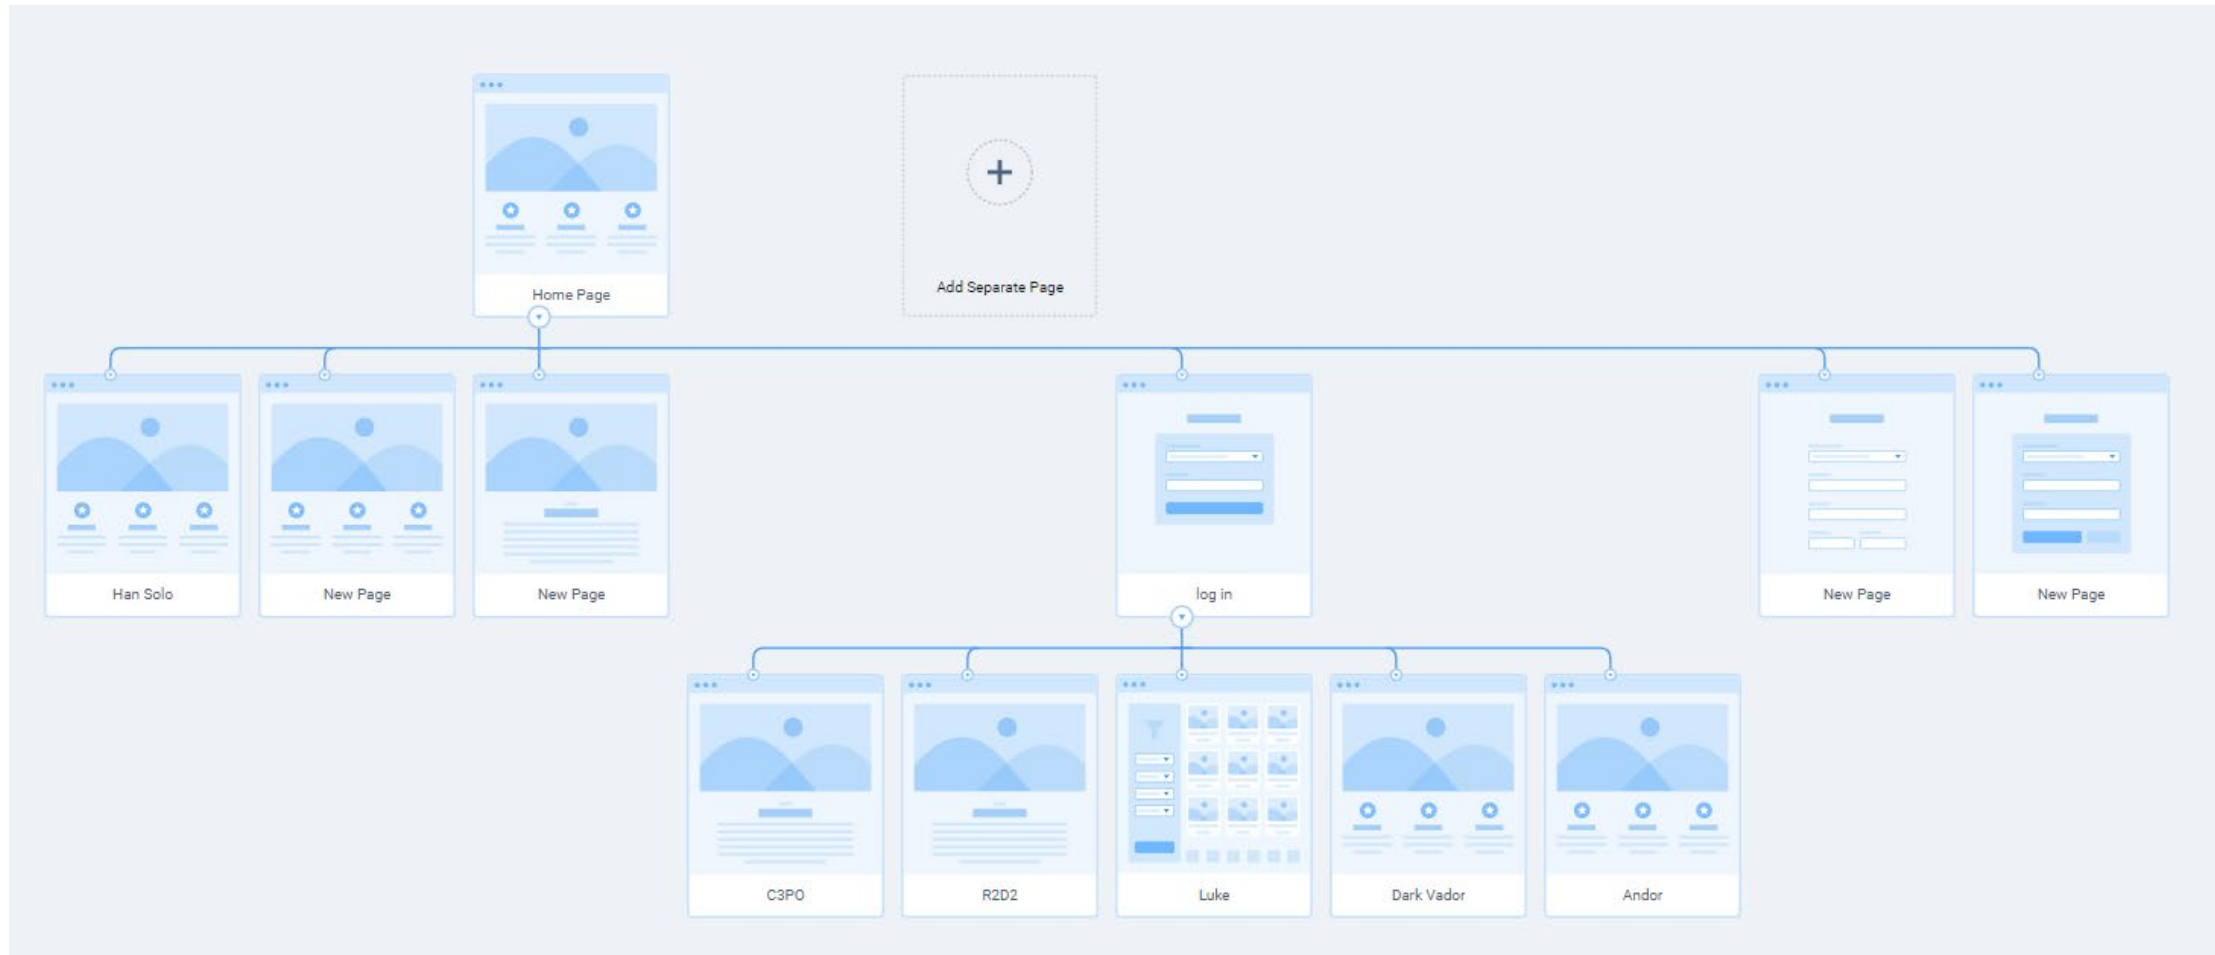 Home Page
Add Separate Page
Han Solo
New Page
New Page
log in
New Page
New Page
C3PO
R2D2
Luke
Dark Vador
Andor